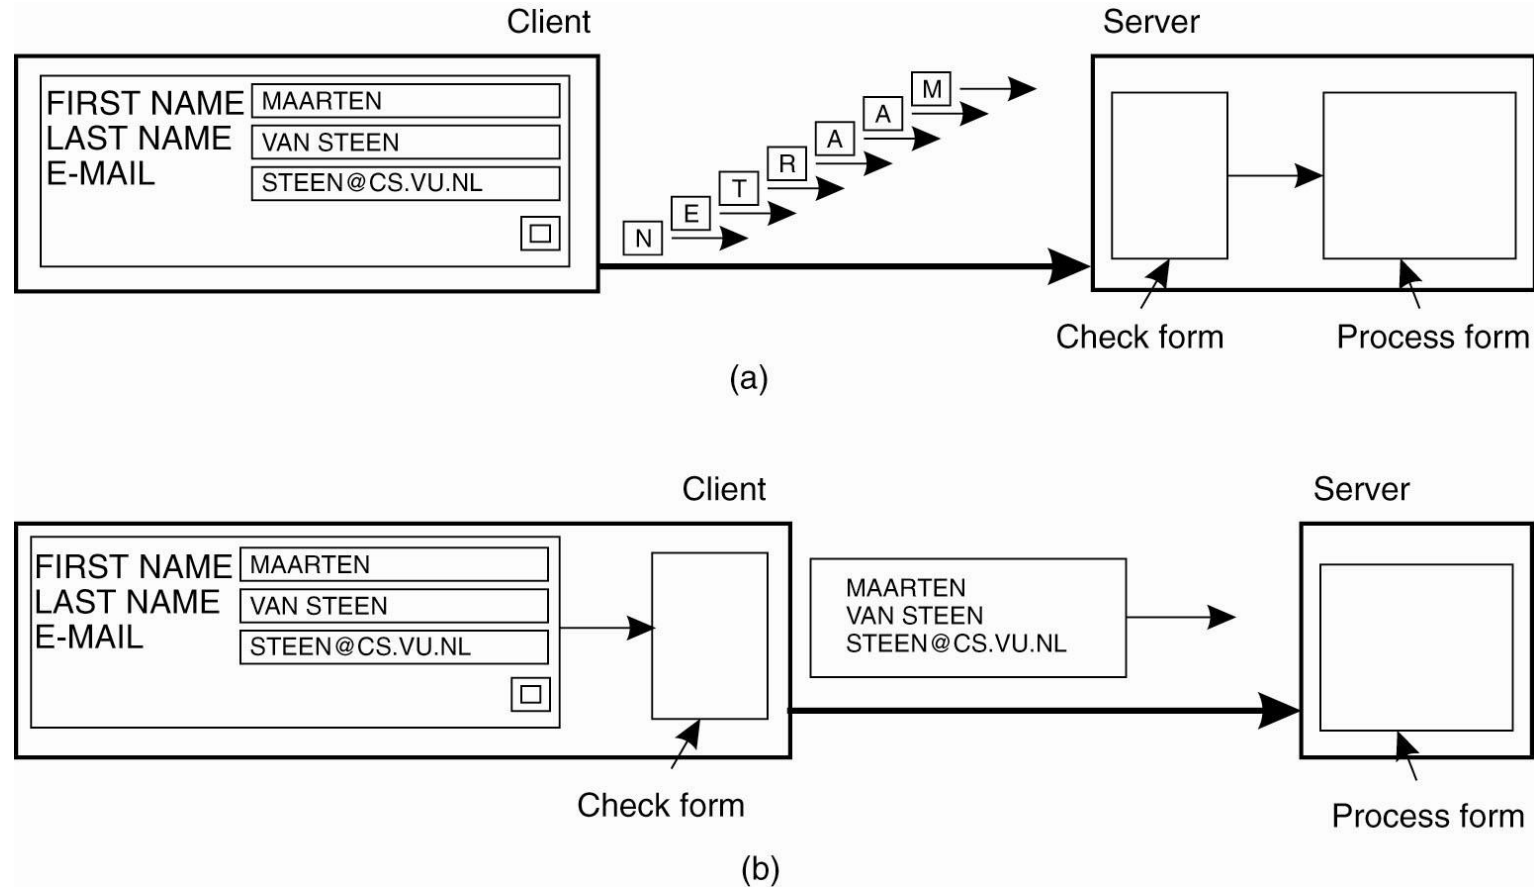 Client
Server
FIRST NAME MAARTEN
LAST NAME VAN STEEN
E-MAIL STEEN@CS.VU.NL
N E T R A A M
Check form
Process form
(a)
Client
Server
FIRST NAME MAARTEN
LAST NAME VAN STEEN
E-MAIL STEEN@CS.VU.NL
MAARTEN
VAN STEEN
STEEN@CS.VU.NL
Check form
Process form
(b)